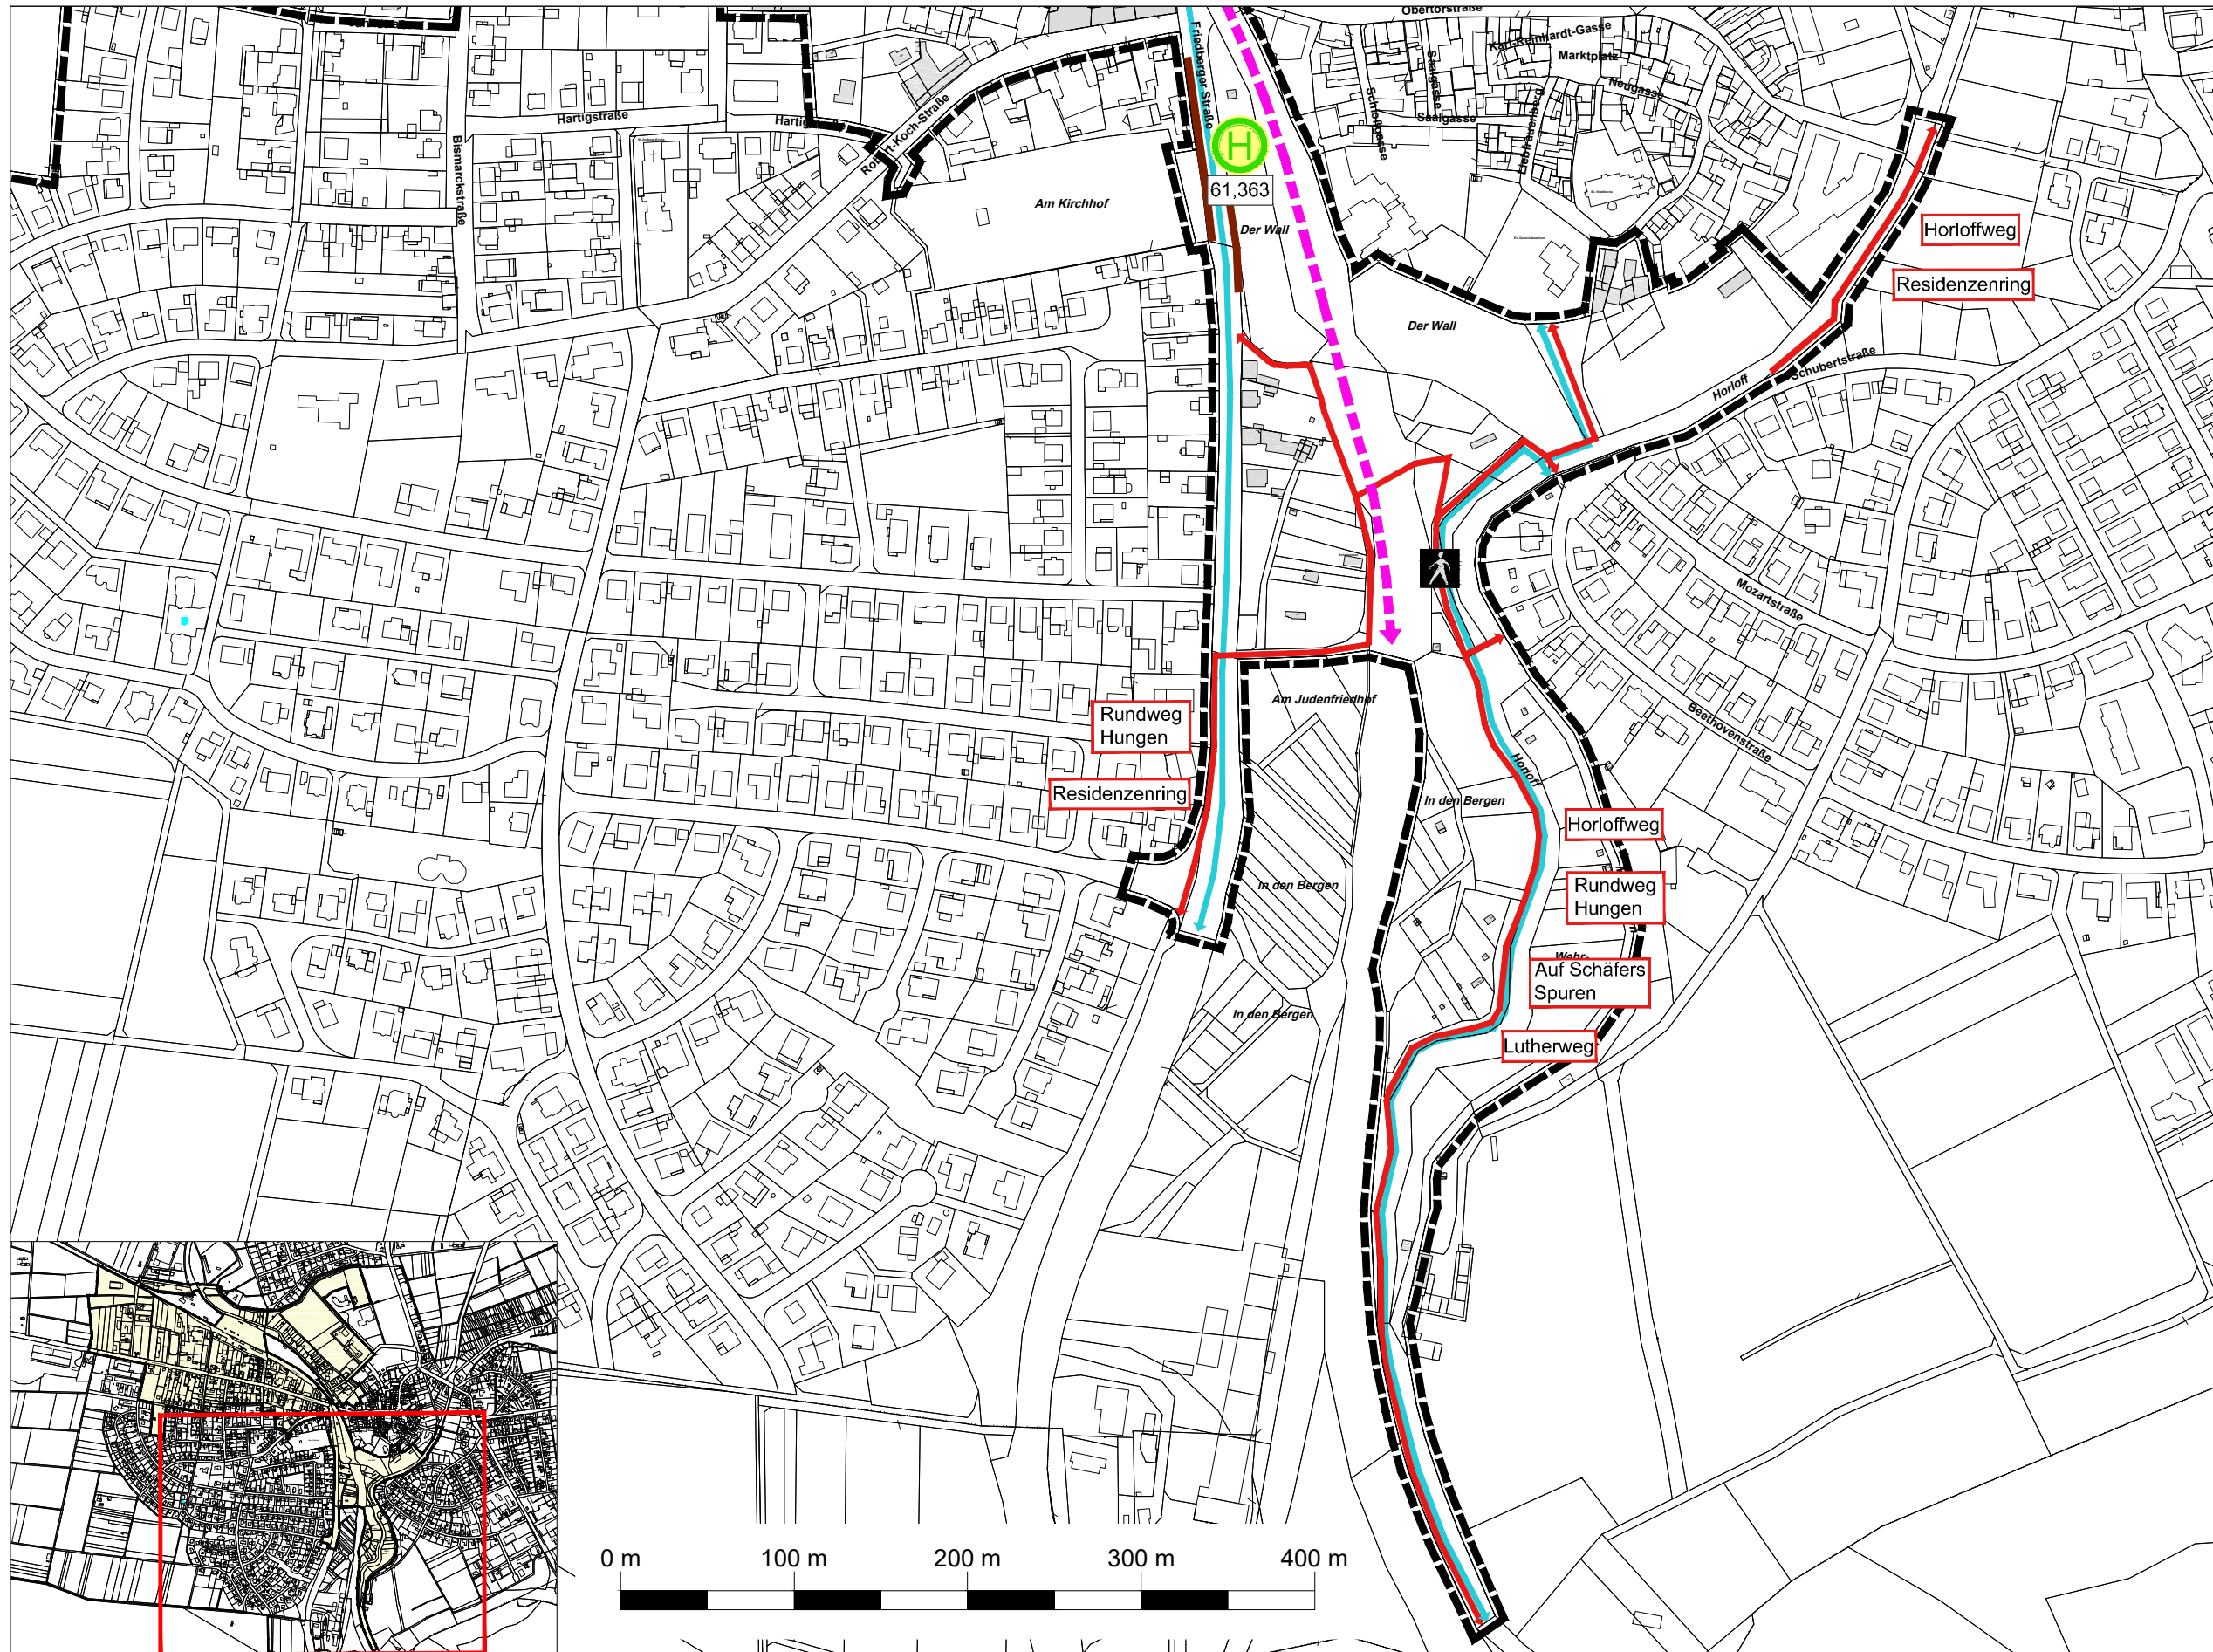 Obertorstraße
Karl-Reinhardt-Gasse
Marktplatz
Neugasse
Saalgasse
Saalgasse
Schloßgasse
Liebfrauenberg
Friedberger Straße
Hartigstraße
Robert-Koch-Straße
Bismarckstraße
H
61,363
Am Kirchhof
Der Wall
Der Wall
Horloffweg
Residenzenring
Horloff
Schubertstraße
Mozartstraße
Beethovenstraße
Am Judenfriedhof
Rundweg
Hungen
Residenzenring
Horloff
In den Bergen
Horloffweg
In den Bergen
Rundweg
Hungen
Auf Schäfers
Spuren
In den Bergen
Lutherweg
0 m
100 m
200 m
300 m
400 m